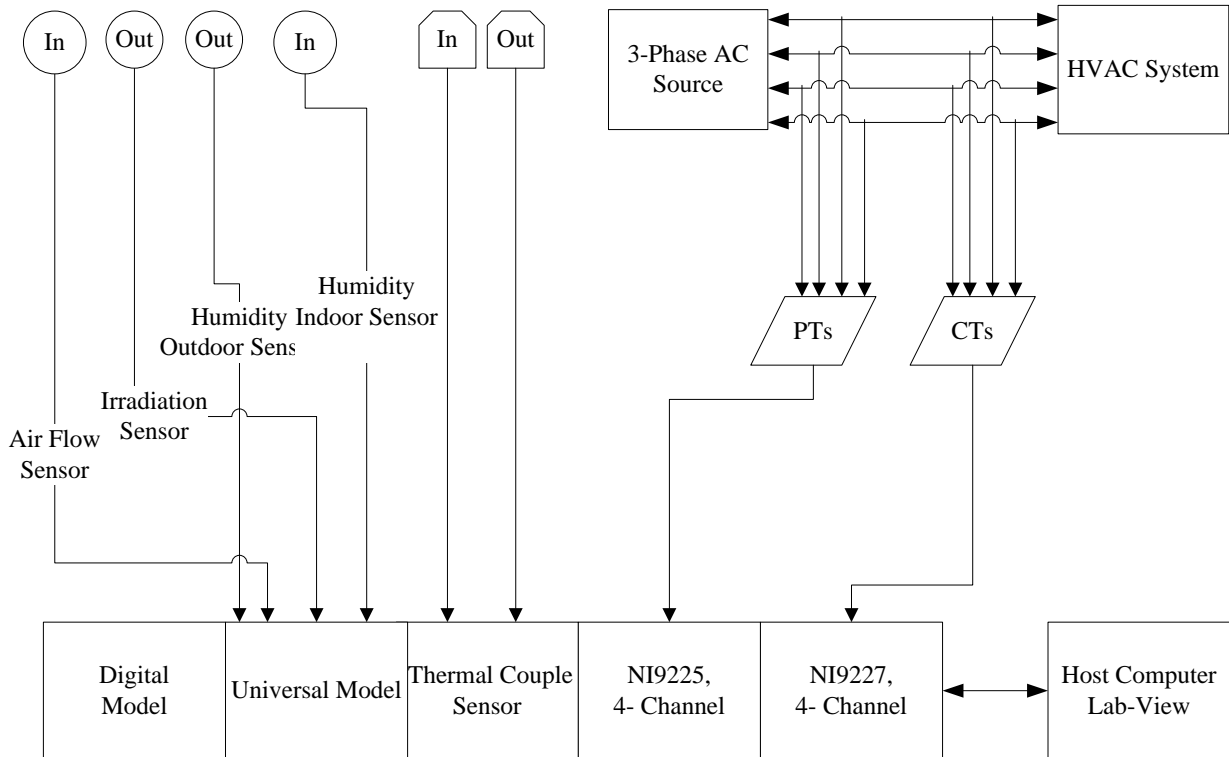 In
Out
Out
In
In
Out
3-Phase AC
Source
HVAC System
Humidity
Indoor Sensor
Humidity
Outdoor Sens
PTs
CTs
Irradiation
Sensor
Air Flow
Sensor
Digital
Model
Universal Model
Thermal Couple
Sensor
NI9225,
4- Channel
NI9227,
4- Channel
Host Computer
Lab-View